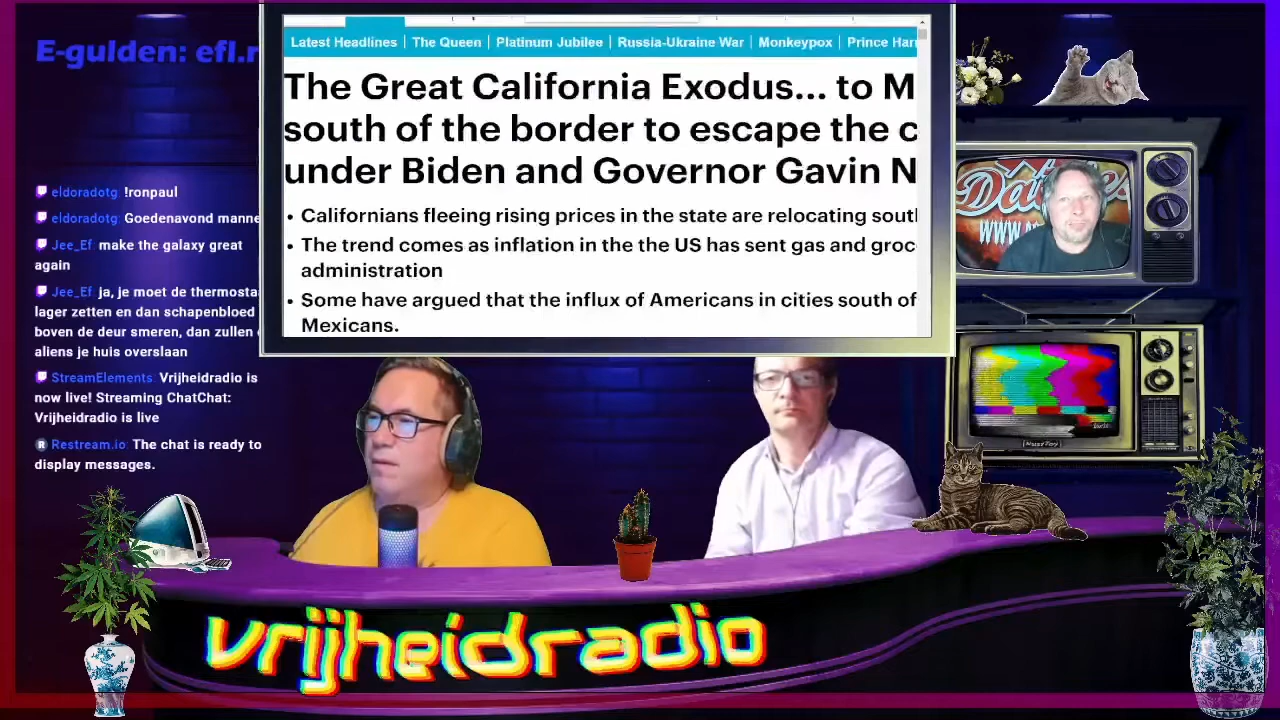 E-gulden: efl.
Latest Headlines | The Queen | Platinum Jubilee | Russia-Ukraine War | Monkeypox | Prince Har
The Great California Exodus... to M
south of the border to escape the c
under Biden and Governor Gavin N
• Californians fleeing rising prices in the state are relocating sout
• The trend comes as inflation in the the US has sent gas and groc
administration
• Some have argued that the influx of Americans in cities south of
Mexicans.
eldoradotg: !ronpaul
eldoradotg: Goedenavond manne
Jee_Ef: make the galaxy great
again
Jee_Ef: ja, je moet de thermosta
lager zetten en dan schapenbloed
boven de deur smeren, dan zullen
aliens je huis overslaan
StreamElements: Vrijheidradio is
now live! Streaming ChatChat:
Vrijheidradio is live
Restream.io: The chat is ready to
display messages.
vrijheidradio